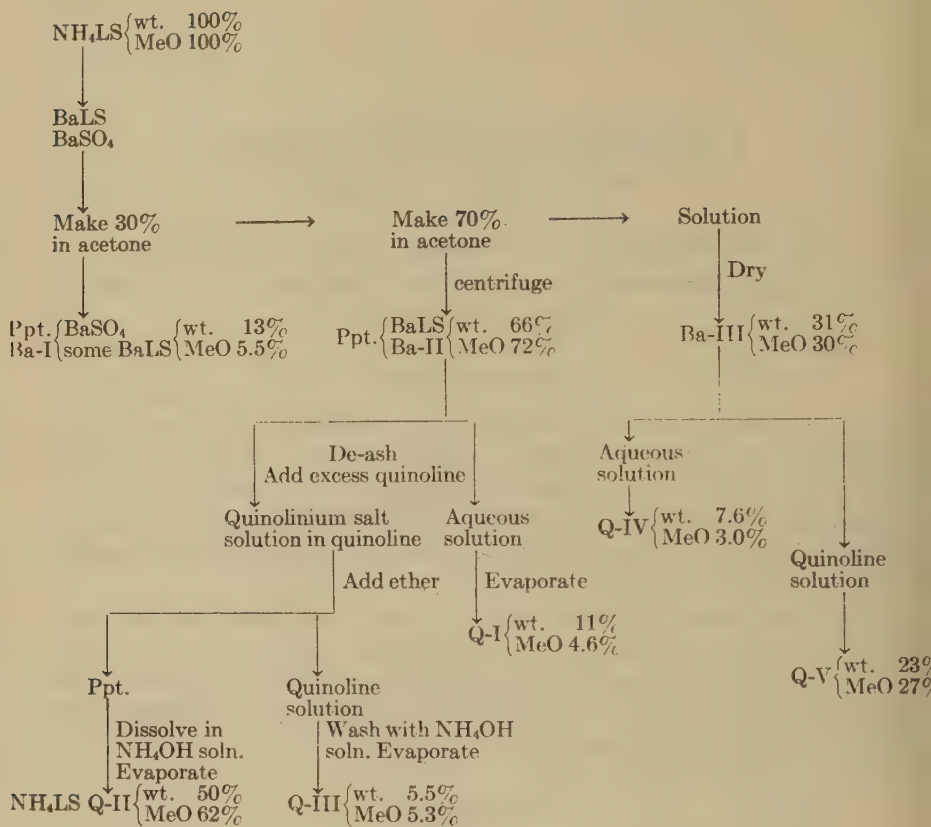 NH₄LS { wt. 100%
MeO 100%
BaLS
BaSO₄
Make 30%
in acetone
Make 70%
in acetone
Solution
centrifuge
Dry
Ppt. { BaSO₄ { wt. 13%
Ba-I { some BaLS { MeO 5.5%
Ppt. { BaLS { wt. 66%
Ba-II { MeO 72%
Ba-III { wt. 31%
MeO 30%
De-ash
Add excess quinoline
Quinolinium salt
solution in quinoline
Aqueous
solution
Aqueous
solution
Q-IV { wt. 7.6%
MeO 3.0%
Quinoline
solution
Add ether
Evaporate
Q-I { wt. 11%
MeO 4.6%
Q-V { wt. 23%
MeO 27%
Ppt.
Quinoline
solution
Dissolve in
NH₄OH soln.
Evaporate
Wash with NH₄OH
soln. Evaporate
NH₄LS Q-II { wt. 50%
MeO 62%
Q-III { wt. 5.5%
MeO 5.3%